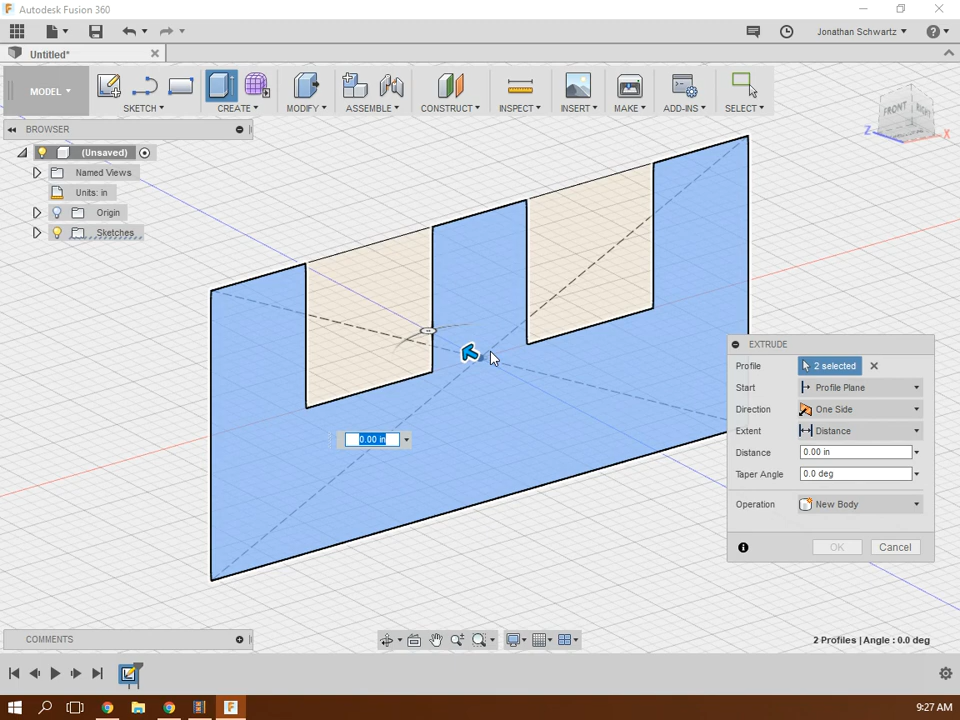 Autodesk Fusion 360
Jonathan Schwartz
Untitled*
MODEL
SKETCH
CREATE
MODIFY
ASSEMBLE
CONSTRUCT
INSPECT
INSERT
MAKE
ADD-INS
SELECT
BROWSER
FRONT
RIGHT
Z
X
(Unsaved)
Named Views
Units: in
Origin
Sketches
0.00 in
EXTRUDE
Profile 2 selected
Start Profile Plane
Direction One Side
Extent Distance
Distance 0.00 in
Taper Angle 0.0 deg
Operation New Body
OK Cancel
COMMENTS
2 Profiles | Angle : 0.0 deg
9:27 AM